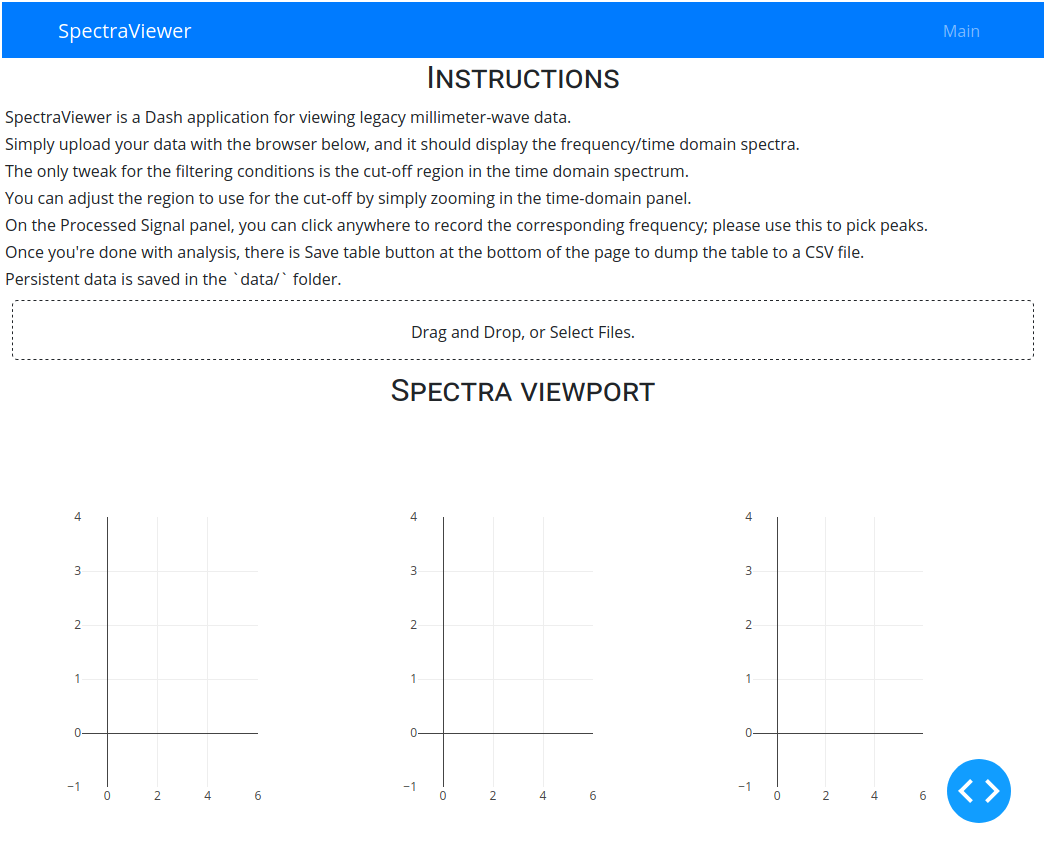 SpectraViewer Main
INSTRUCTIONS
SpectraViewer is a Dash application for viewing legacy millimeter-wave data.
Simply upload your data with the browser below, and it should display the frequency/time domain spectra.
The only tweak for the filtering conditions is the cut-off region in the time domain spectrum.
You can adjust the region to use for the cut-off by simply zooming in the time-domain panel.
On the Processed Signal panel, you can click anywhere to record the corresponding frequency; please use this to pick peaks.
Once you're done with analysis, there is Save table button at the bottom of the page to dump the table to a CSV file.
Persistent data is saved in the `data/` folder.
Drag and Drop, or Select Files.
SPECTRA VIEWPORT
4 4 4
3 3 3
2 2 2
1 1 1
0 0 0
−1 −1 −1
0 2 4 6 0 2 4 6 0 2 4 6